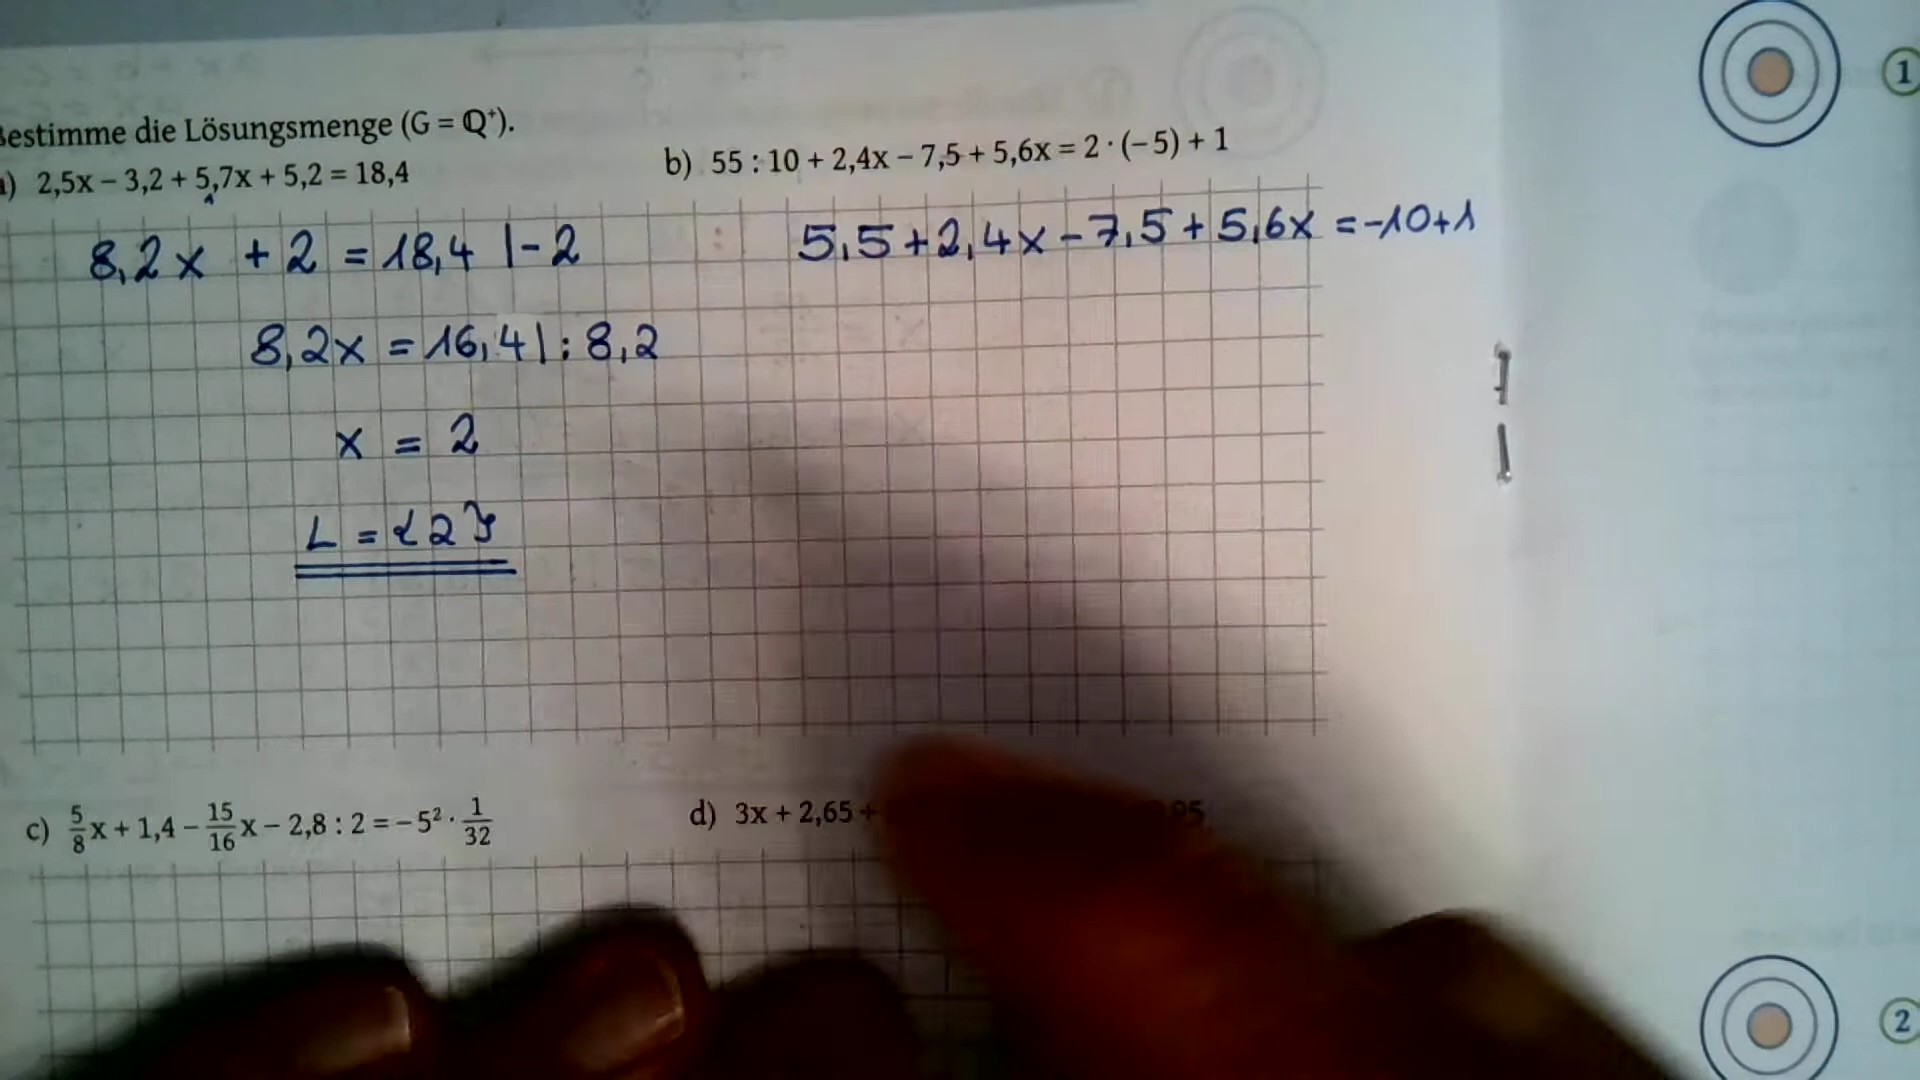 Bestimme die Lösungsmenge (G = ℚ⁺).
a) 2,5x – 3,2 + 5,7x + 5,2 = 18,4
8,2x + 2 = 18,4 |-2
8,2x = 16,4 | : 8,2
x = 2
L = {2}
b) 55 : 10 + 2,4x – 7,5 + 5,6x = 2 · (– 5) + 1
5,5 + 2,4x - 7,5 + 5,6x = -10+1
c) 5/8 x + 1,4 – 15/16 x – 2,8 : 2 = – 5² · 1/32
d) 3x + 2,65 +
1
2